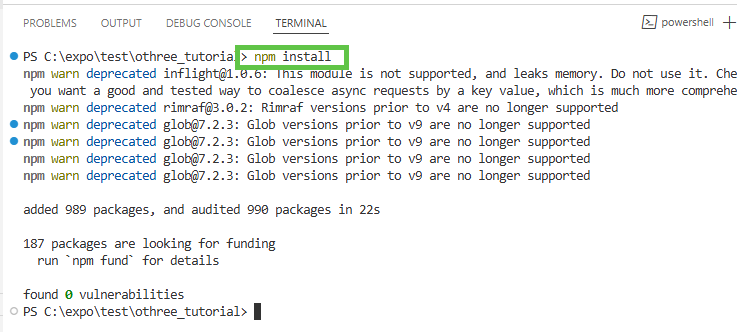 PROBLEMS OUTPUT DEBUG CONSOLE TERMINAL powershell
PS C:\expo\test\othree_tutorial> npm install
npm warn deprecated inflight@1.0.6: This module is not supported, and leaks memory. Do not use it. Che
you want a good and tested way to coalesce async requests by a key value, which is much more comprehe
npm warn deprecated rimraf@3.0.2: Rimraf versions prior to v4 are no longer supported
npm warn deprecated glob@7.2.3: Glob versions prior to v9 are no longer supported
npm warn deprecated glob@7.2.3: Glob versions prior to v9 are no longer supported
npm warn deprecated glob@7.2.3: Glob versions prior to v9 are no longer supported
npm warn deprecated glob@7.2.3: Glob versions prior to v9 are no longer supported
added 989 packages, and audited 990 packages in 22s
187 packages are looking for funding
run `npm fund` for details
found 0 vulnerabilities
PS C:\expo\test\othree_tutorial>